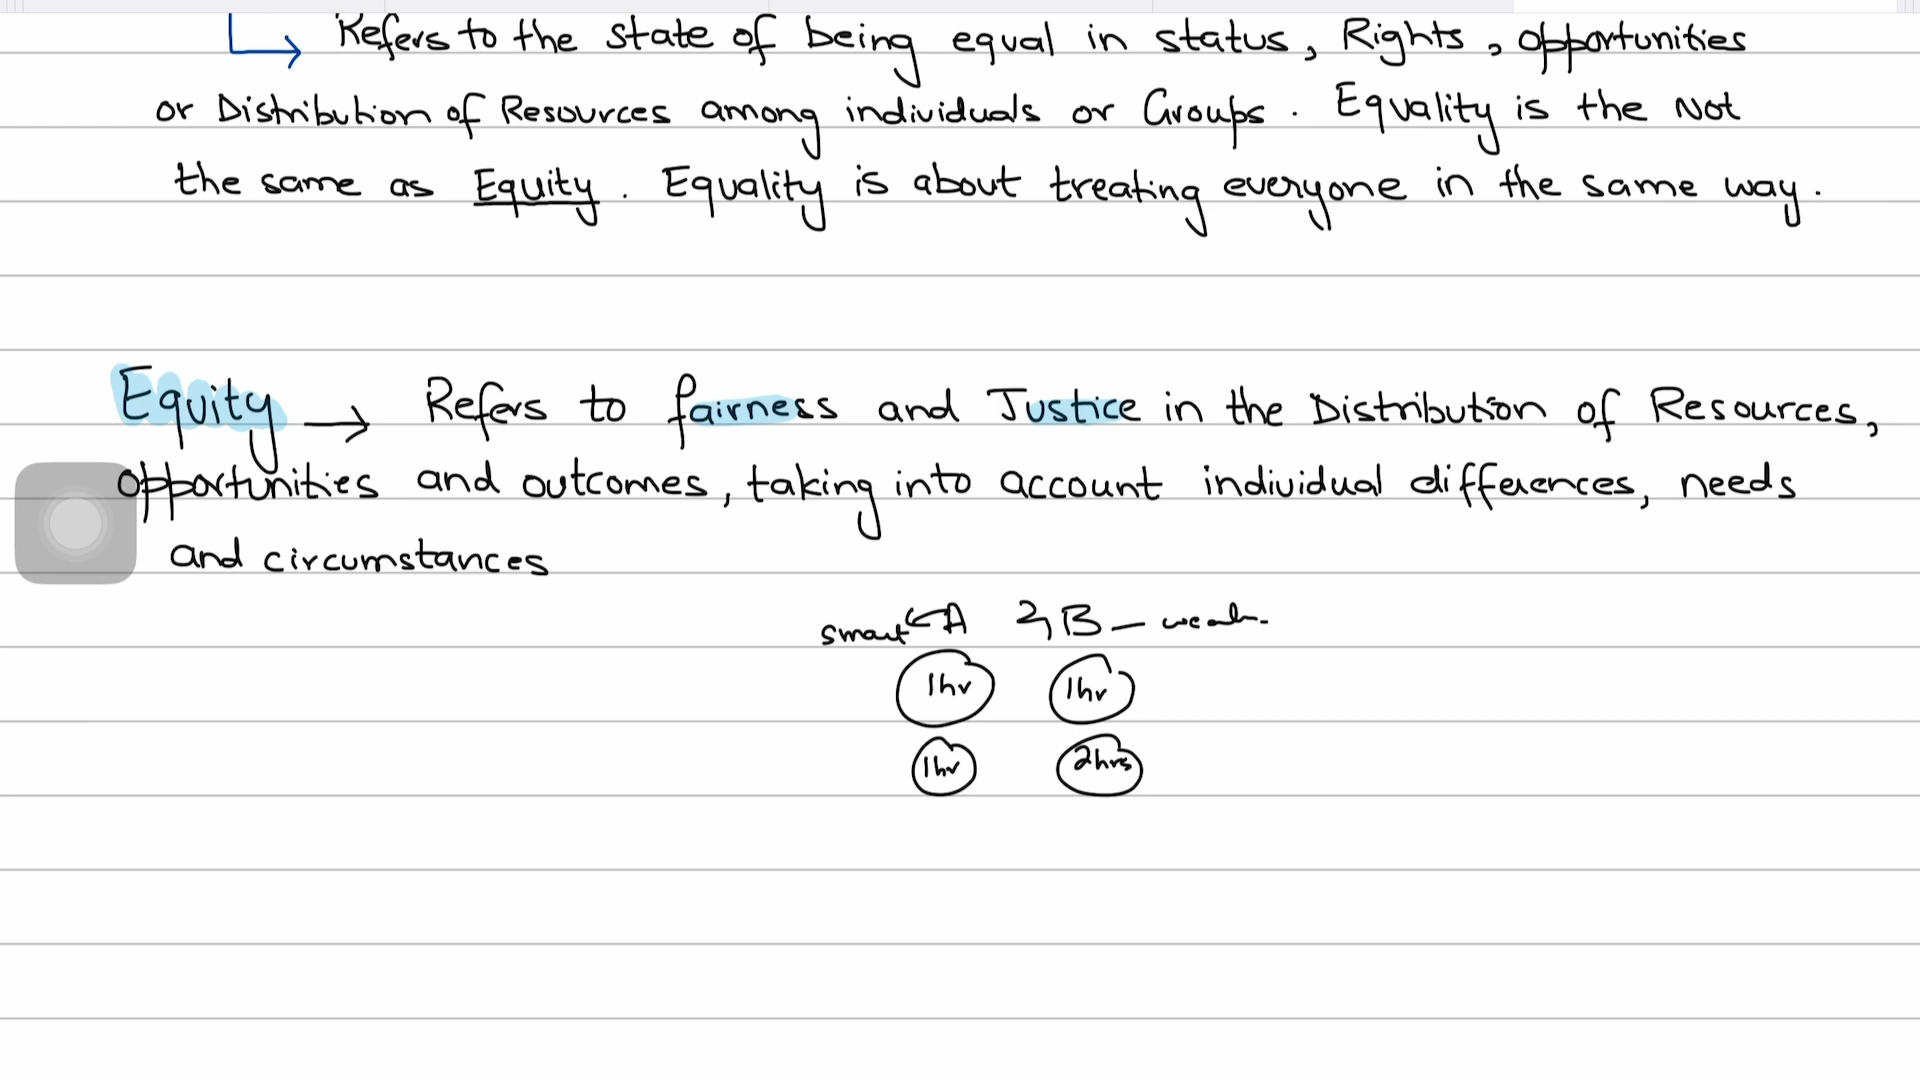 Refers to the state of being equal in status, Rights, opportunities
or Distribution of Resources among individuals or Groups. Equality is the Not
the same as Equity. Equality is about treating everyone in the same way.
Equity → Refers to fairness and Justice in the Distribution of Resources,
opportunities and outcomes, taking into account individual differences, needs
and circumstances
smart A B - weak
1hr 1hr
1hr 2hrs